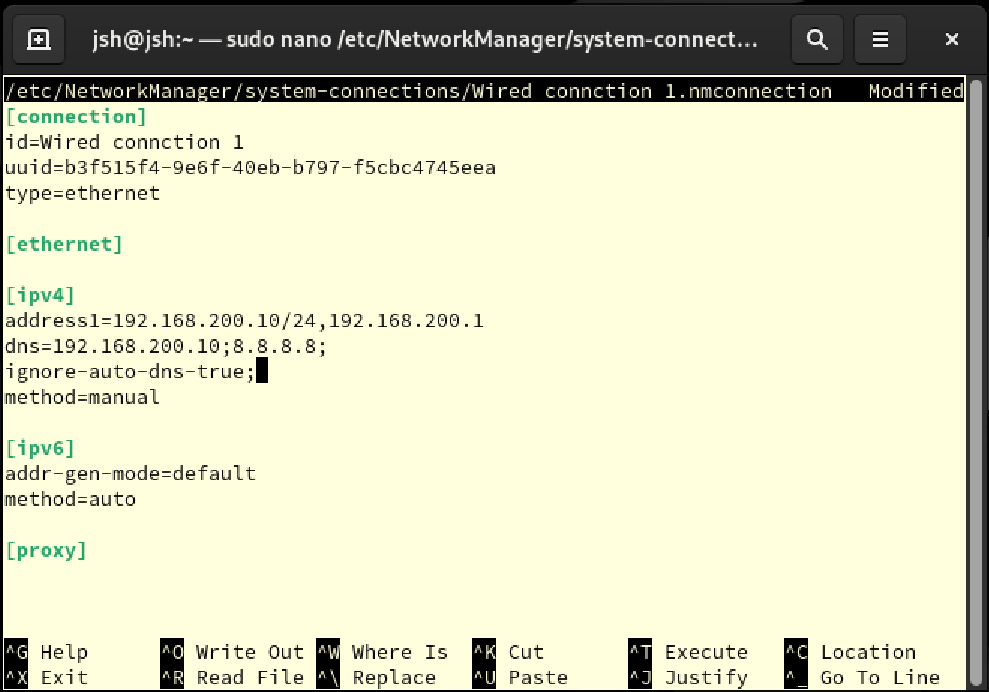 jsh@jsh:~ — sudo nano /etc/NetworkManager/system-connect…
/etc/NetworkManager/system-connections/Wired connction 1.nmconnection   Modified
[connection]
id=Wired connction 1
uuid=b3f515f4-9e6f-40eb-b797-f5cbc4745eea
type=ethernet
[ethernet]
[ipv4]
address1=192.168.200.10/24,192.168.200.1
dns=192.168.200.10;8.8.8.8;
ignore-auto-dns-true;
method=manual
[ipv6]
addr-gen-mode=default
method=auto
[proxy]
^G Help ^O Write Out ^W Where Is ^K Cut ^T Execute ^C Location
^X Exit ^R Read File ^\ Replace ^U Paste ^J Justify ^_ Go To Line